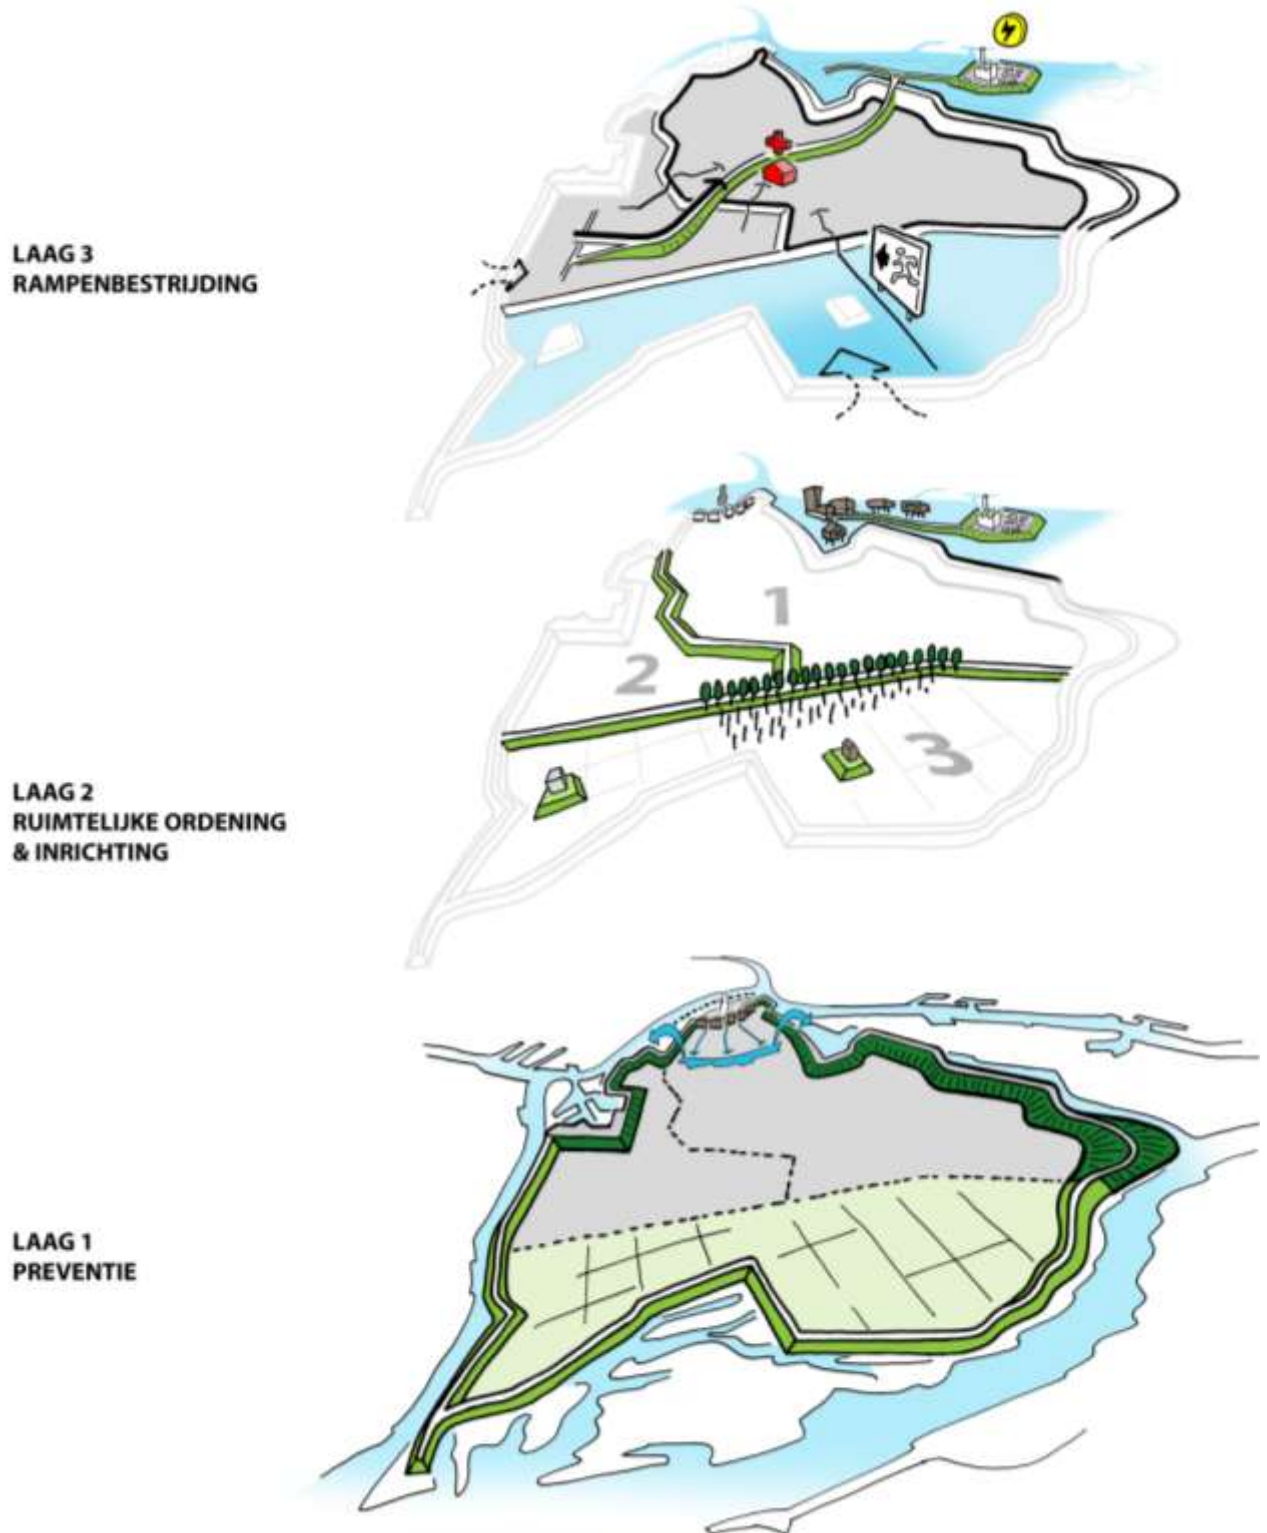 LAAG 3
RAMPENBESTRIJDING
1
2
3
LAAG 2
RUIMTELIJKE ORDENING
& INRICHTING
LAAG 1
PREVENTIE